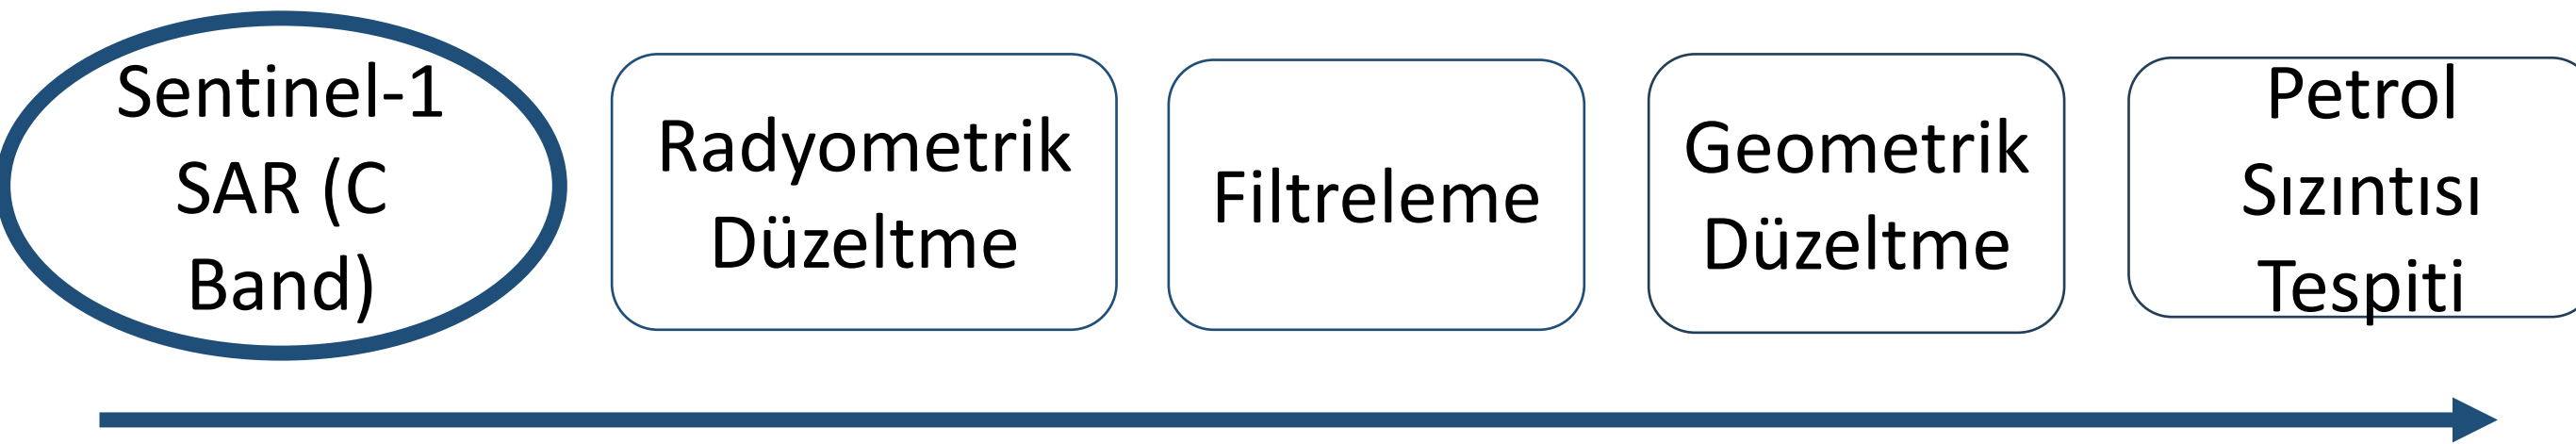 Sentinel-1
SAR (C
Band)
Radyometrik
Düzeltme
Filtreleme
Geometrik
Düzeltme
Petrol
Sızıntısı
Tespiti